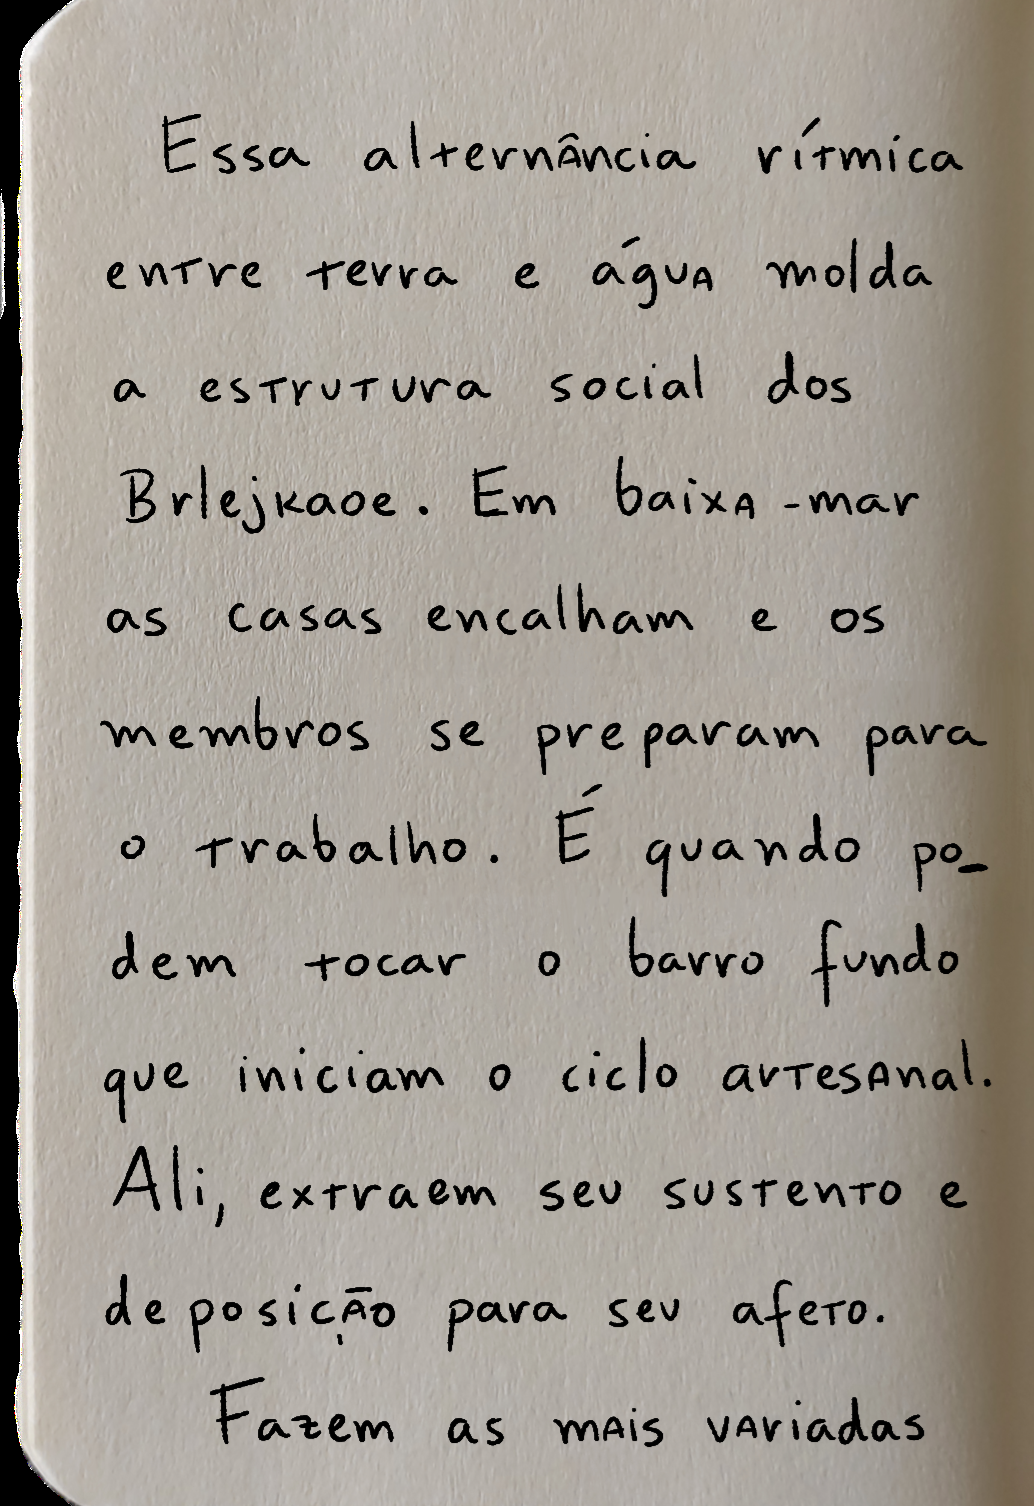 Essa alternância rítmica
entre terra e água molda
a estrutura social dos
Brlejkaoe. Em baixa-mar
as casas encalham e os
membros se preparam para
o trabalho. É quando po-
dem tocar o barro fundo
que iniciam o ciclo artesanal.
Ali, extraem seu sustento e
deposição para seu afeto.
Fazem as mais variadas